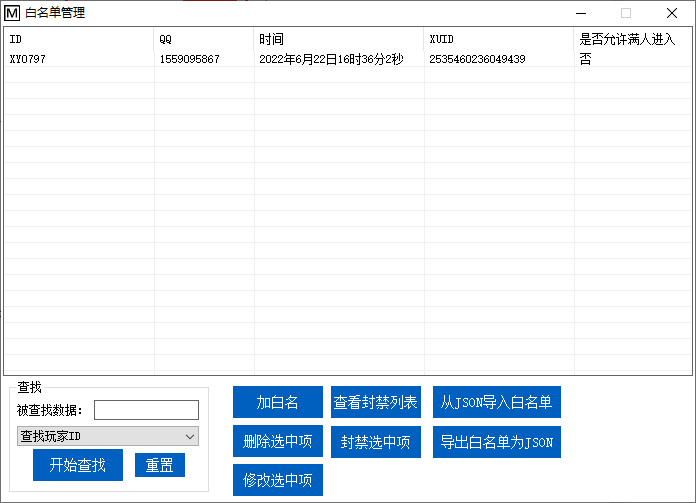 M 白名单管理
ID QQ 时间 XUID 是否允许满人进入
XY0797 1559095867 2022年6月22日16时36分2秒 2535460236049439 否
查找
被查找数据：
查找玩家ID
开始查找 重置
加白名 查看封禁列表 从JSON导入白名单
删除选中项 封禁选中项 导出白名单为JSON
修改选中项